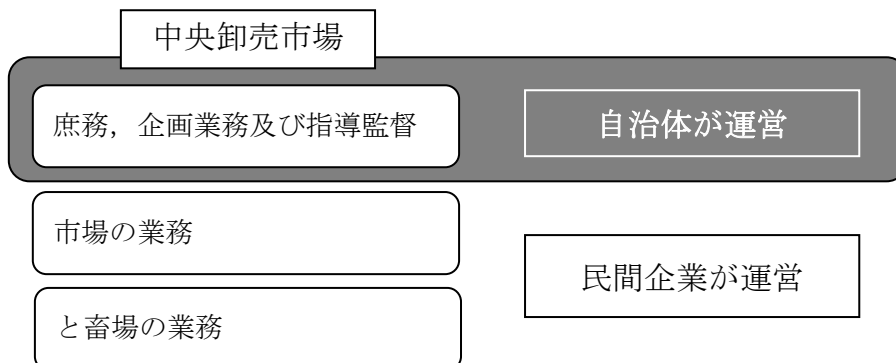 中央卸売市場
庶務，企画業務及び指導監督
自治体が運営
市場の業務
民間企業が運営
と畜場の業務